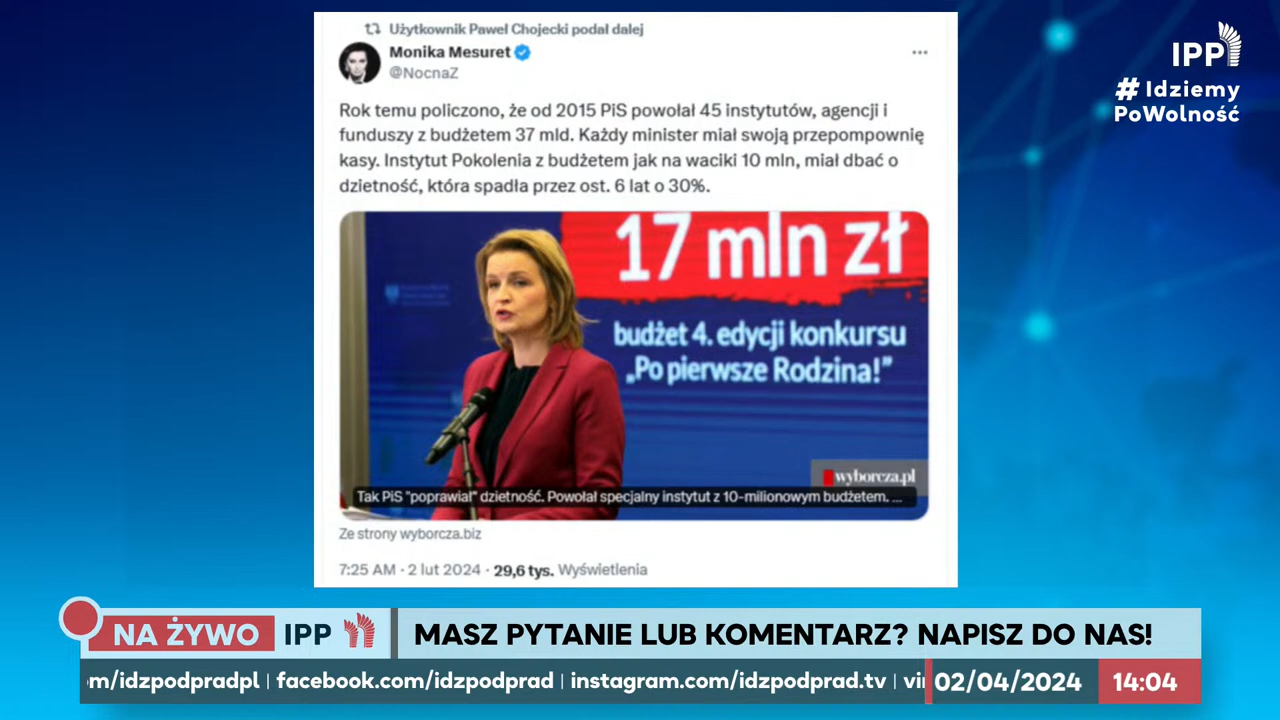 Użytkownik Paweł Chojecki podał dalej
Monika Mesuret
@NocnaZ
Rok temu policzono, że od 2015 PiS powołał 45 instytutów, agencji i
funduszy z budżetem 37 mld. Każdy minister miał swoją przepompownię
kasy. Instytut Pokolenia z budżetem jak na waciki 10 mln, miał dbać o
dzietność, która spadła przez ost. 6 lat o 30%.
17 mln zł
budżet 4. edycji konkursu
„Po pierwsze Rodzina!”
wyborcza.pl
Tak PiS "poprawiał" dzietność. Powołał specjalny instytut z 10-milionowym budżetem. ...
Ze strony wyborcza.biz
7:25 AM · 2 lut 2024 · 29,6 tys. Wyświetlenia
IPP
# Idziemy
PoWolność
NA ŻYWO IPP
MASZ PYTANIE LUB KOMENTARZ? NAPISZ DO NAS!
om/idzpodpradpl | facebook.com/idzpodprad | instagram.com/idzpodprad.tv |
02/04/2024
14:04